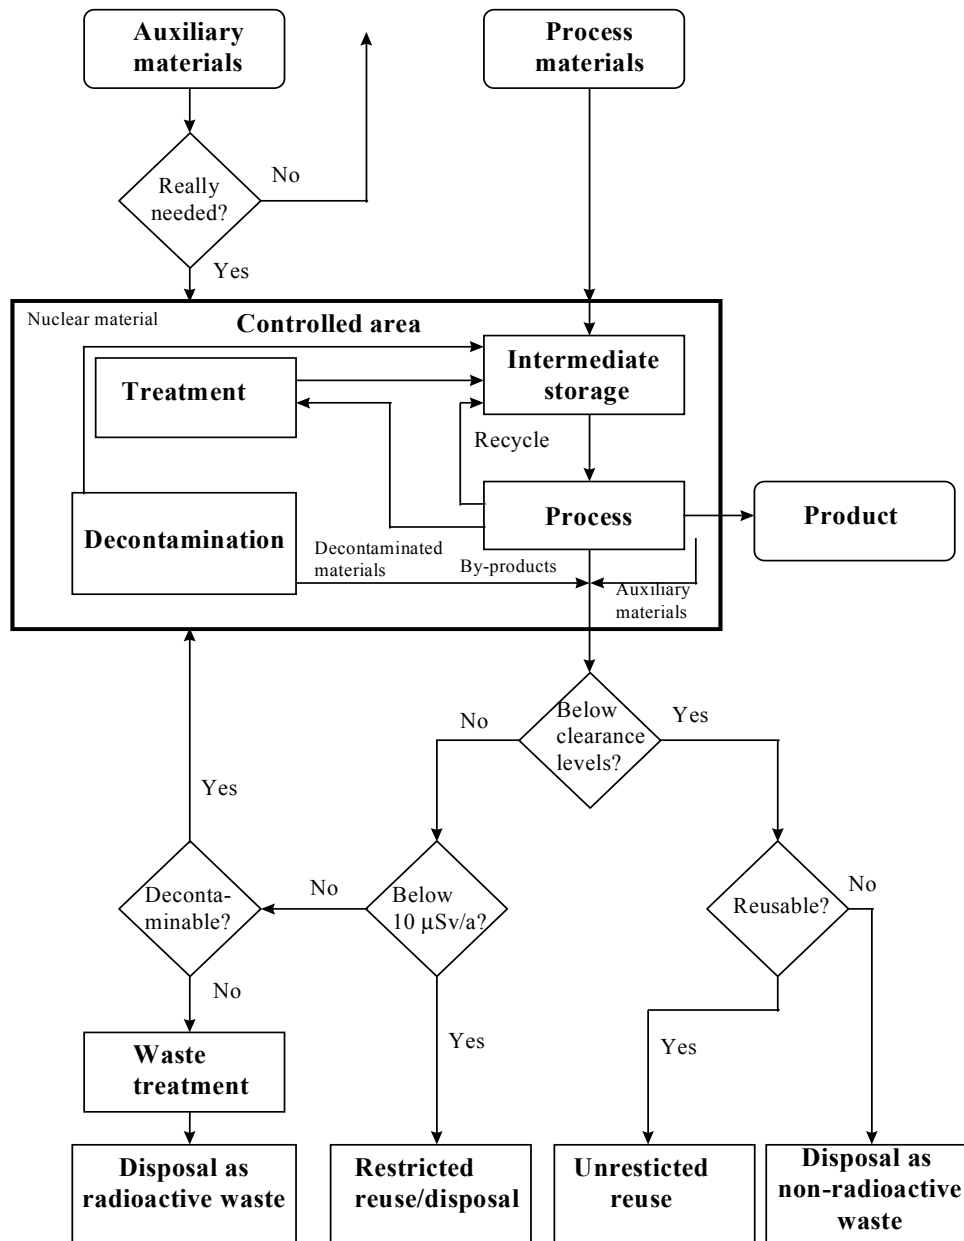 Auxiliary
materials
Process
materials
Really
needed?
No
Yes
Nuclear material
Controlled area
Intermediate
storage
Treatment
Recycle
Process
Product
Decontamination
Decontaminated
materials
By-products
Auxiliary
materials
Below
clearance
levels?
No
Yes
Yes
Deconta-
minable?
No
Below
10 μSv/a?
Reusable?
No
No
Yes
Yes
Waste
treatment
Disposal as
radioactive waste
Restricted
reuse/disposal
Unresticted
reuse
Disposal as
non-radioactive
waste